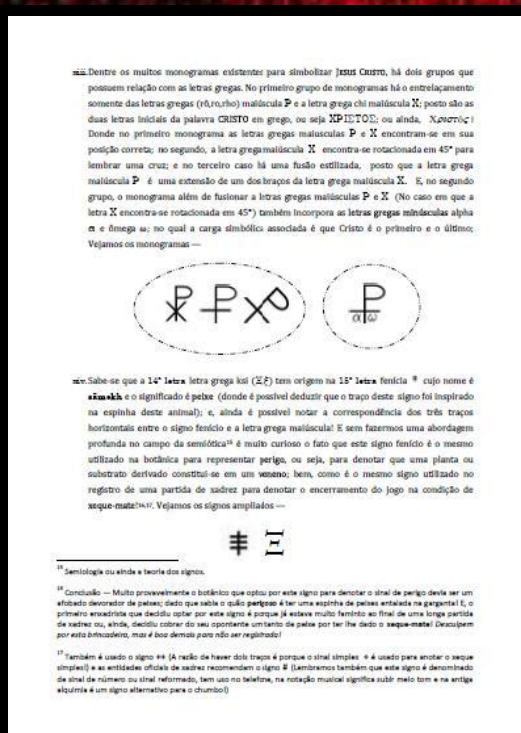 xiii. Dentre os muitos monogramas existentes para simbolizar JESUS CRISTO, há dois grupos que
possuem relação com as letras gregas. No primeiro grupo de monogramas há o entrelaçamento
somente das letras gregas (rô,ro,rho) maiúscula P e a letra grega chi maiúscula X; posto são as
duas letras iniciais da palavra CRISTO em grego, ou seja ΧΡΙΣΤΟΣ; ou ainda, Χριστός!
Donde no primeiro monograma as letras gregas maiusculas P e X encontram-se em sua
posição correta; no segundo, a letra grega maiúscula X encontra-se rotacionada em 45° para
lembrar uma cruz; e no terceiro caso há uma fusão estilizada, posto que a letra grega
maiúscula P é uma extensão de um dos braços da letra grega maiúscula X. E, no segundo
grupo, o monograma além de fusionar a letras gregas maiúsculas P e X (No caso em que a
letra X encontra-se rotacionada em 45°) também incorpora as letras gregas minúsculas alpha
α e ômega ω; no qual a carga simbólica associada é que Cristo é o primeiro e o último;
Vejamos os monogramas —
α ω
xiv. Sabe-se que a 14ª letra letra grega ksi (Ξξ) tem origem na 15ª letra fenícia cujo nome é
sāmekh e o significado é peixe (donde é possível deduzir que o traço deste signo foi inspirado
na espinha deste animal); e, ainda é possível notar a correspondência dos três traços
horizontais entre o signo fenício e a letra grega maiúscula! E sem fazermos uma abordagem
profunda no campo da semiótica¹⁵ é muito curioso o fato que este signo fenício é o mesmo
utilizado na botânica para representar perigo, ou seja, para denotar que uma planta ou
substrato derivado constitui-se em um veneno; bem, como é o mesmo signo utilizado no
registro de uma partida de xadrez para denotar o encerramento do jogo na condição de
xeque-mate!¹⁶,¹⁷. Vejamos os signos ampliados —
Ξ
¹⁵ Semiologia ou ainda a teoria dos signos.
¹⁶ Conclusão — Muito provavelmente o botânico que optou por este signo para denotar o sinal de perigo devia ser um
afobado devorador de peixes; dado que sabia o quão perigoso é ter uma espinha de peixes entalada na garganta! E, o
primeiro enxadrista que decidiu optar por este signo é porque já estava muito faminto ao final de uma longa partida
de xadrez ou, ainda, decidiu cobrar do seu opontente um tanto de peixe por ter lhe dado o xeque-mate! Desculpem
por esta brincadeira, mas é boa demais para não ser registrada!
¹⁷ Também é usado o signo ++ (A razão de haver dois traços é porque o sinal simples + é usado para anotar o xeque
simples!) e as entidades oficiais de xadrez recomendam o signo # (Lembramos também que este signo é denominado
de sinal de número ou sinal reformado, tem uso no telefone, na notação musical significa subir meio tom e na antiga
alquimia é um signo alternativo para o chumbo!)